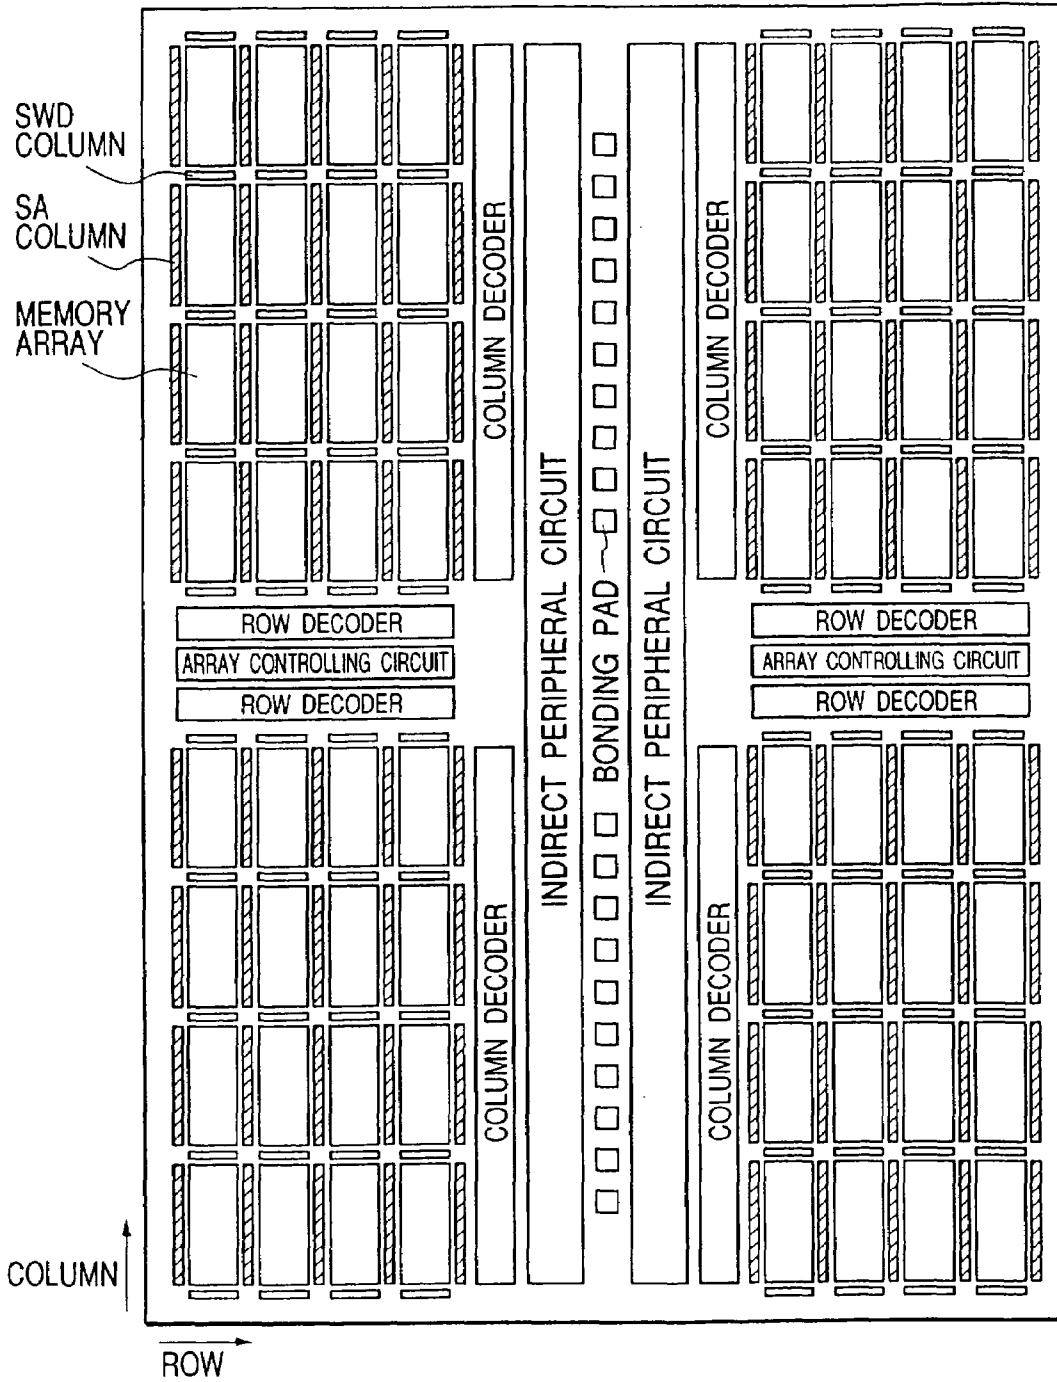 SWD
COLUMN
SA
COLUMN
MEMORY
ARRAY
COLUMN DECODER
INDIRECT PERIPHERAL CIRCUIT
BONDING PAD
INDIRECT PERIPHERAL CIRCUIT
COLUMN DECODER
ROW DECODER
ARRAY CONTROLLING CIRCUIT
ROW DECODER
ROW DECODER
ARRAY CONTROLLING CIRCUIT
ROW DECODER
COLUMN DECODER
COLUMN DECODER
COLUMN
ROW